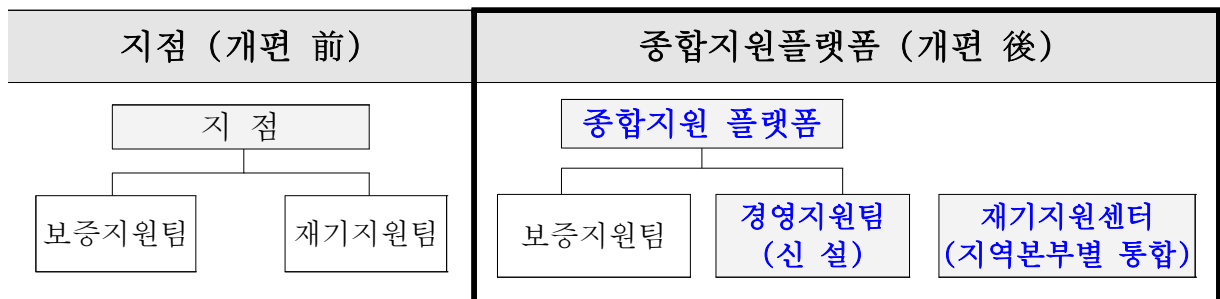 지점 (개편 前)
종합지원플랫폼 (개편 後)
지 점
보증지원팀
재기지원팀
종합지원 플랫폼
보증지원팀
경영지원팀
(신 설)
재기지원센터
(지역본부별 통합)